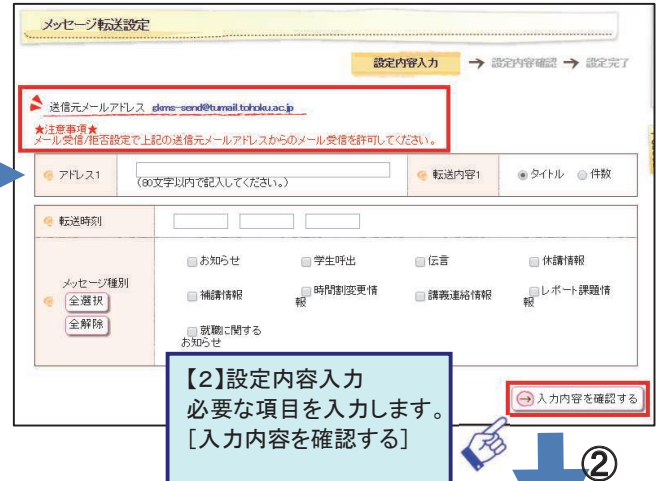 メッセージ転送設定
設定内容入力 → 設定内容確認 → 設定完了
送信元メールアドレス gkms-send@tumail.tohoku.ac.jp
★注意事項★
メール受信/拒否設定で上記の送信元メールアドレスからのメール受信を許可してください。
アドレス1
(80文字以内で記入してください。)
転送内容1 タイトル 件数
転送時刻
メッセージ種別
全選択
全解除
お知らせ 学生呼出 伝言 休講情報
補講情報 時間割変更情報 講義連絡情報 レポート課題情報
就職に関する
お知らせ
【2】設定内容入力
必要な項目を入力します。
[入力内容を確認する]
入力内容を確認する
②